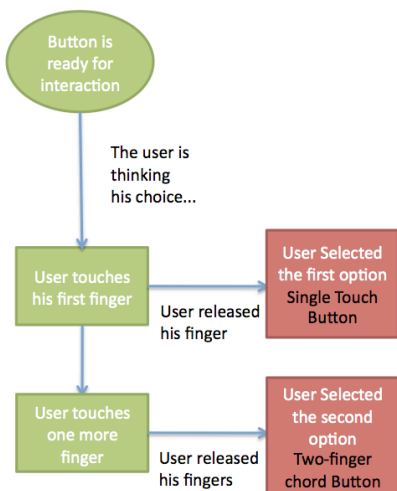 Button is
ready for
interaction
The user is
thinking
his choice...
User touches
his first finger
User released
his finger
User Selected
the first option
Single Touch
Button
User touches
one more
finger
User released
his fingers
User Selected
the second
option
Two-finger
chord Button